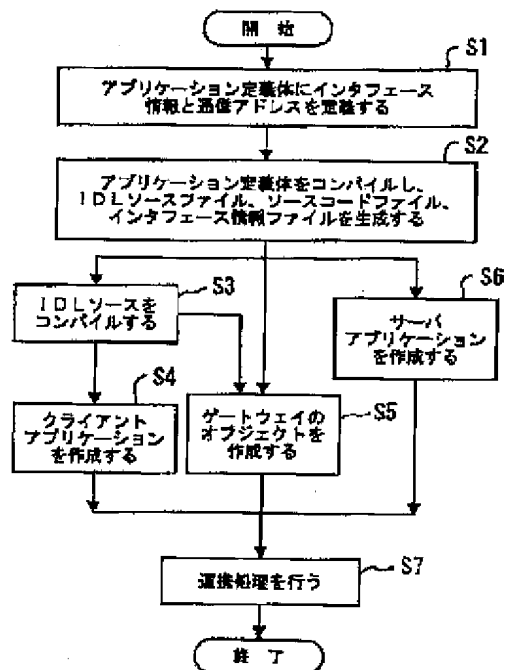 開 始
S1
アプリケーション定義体にインタフェース
情報と通信アドレスを定義する
S2
アプリケーション定義体をコンパイルし、
IDLソースファイル、ソースコードファイル、
インタフェース情報ファイルを生成する
S3
IDLソースを
コンパイルする
S6
サーバ
アプリケーション
を作成する
S4
クライアント
アプリケーション
を作成する
S5
ゲートウェイの
オブジェクトを
作成する
S7
連携処理を行う
終 了